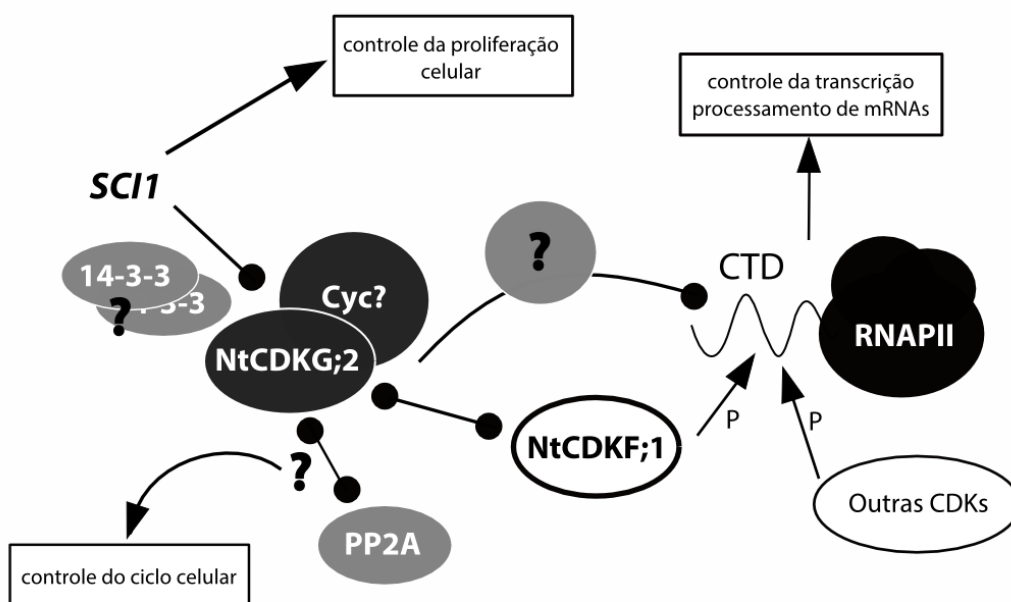 controle da proliferação
celular
controle da transcrição
processamento de mRNAs
SCI1
14-3-3
?
-3
Cyc?
NtCDKG;2
?
CTD
RNAPII
P
P
NtCDKF;1
Outras CDKs
?
PP2A
controle do ciclo celular